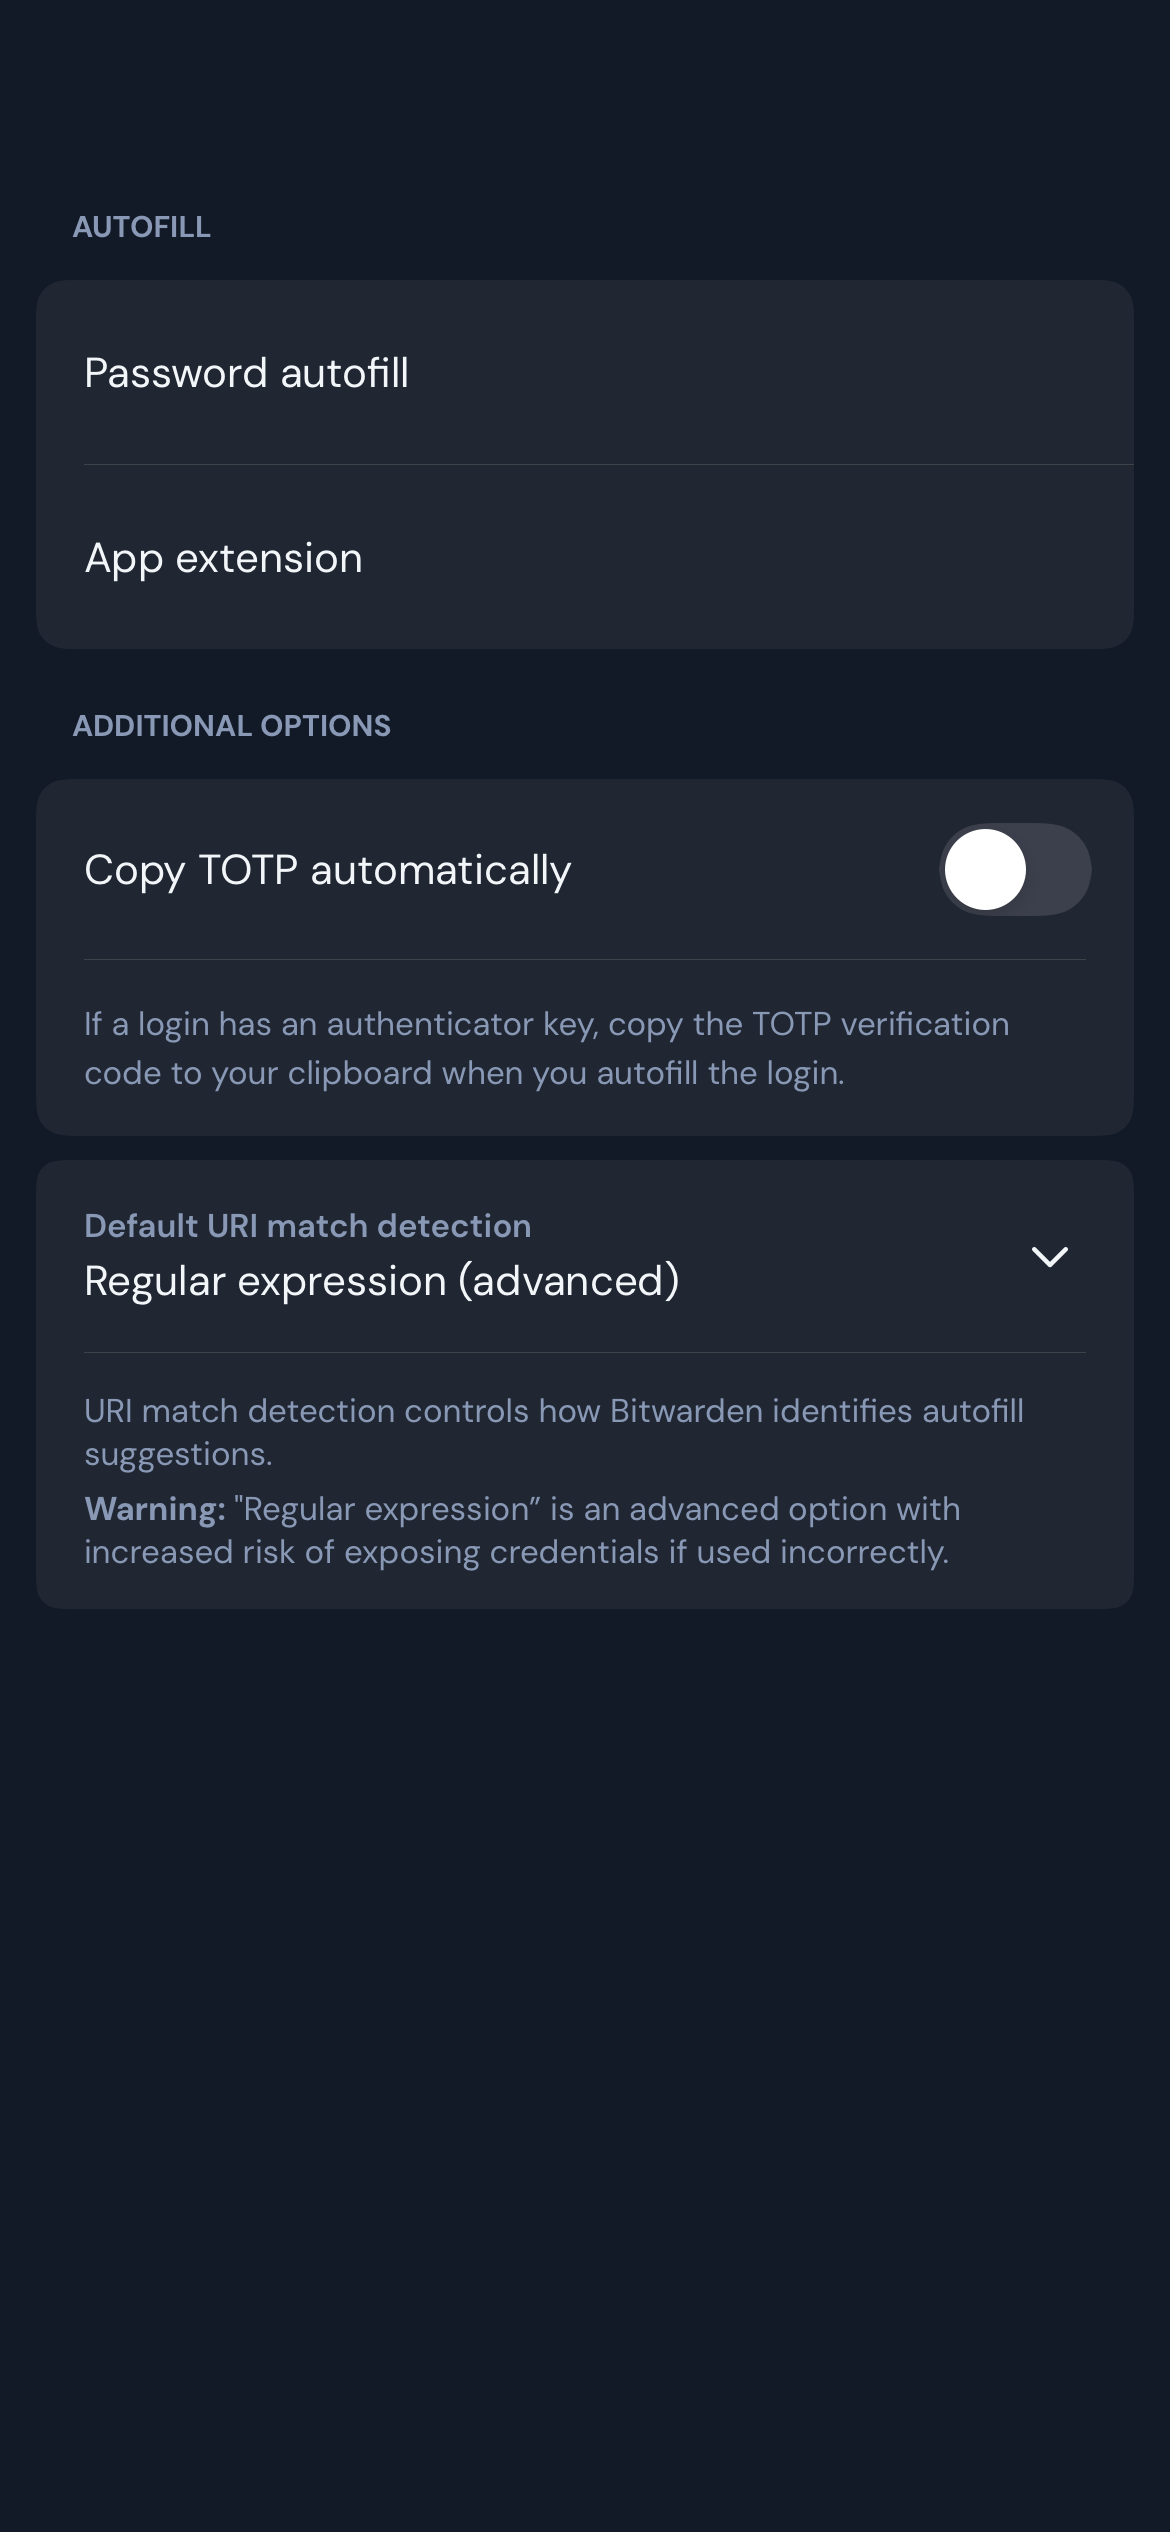 AUTOFILL
Password autofill
App extension
ADDITIONAL OPTIONS
Copy TOTP automatically
If a login has an authenticator key, copy the TOTP verification
code to your clipboard when you autofill the login.
Default URI match detection
Regular expression (advanced)
URI match detection controls how Bitwarden identifies autofill
suggestions.
Warning: "Regular expression” is an advanced option with
increased risk of exposing credentials if used incorrectly.